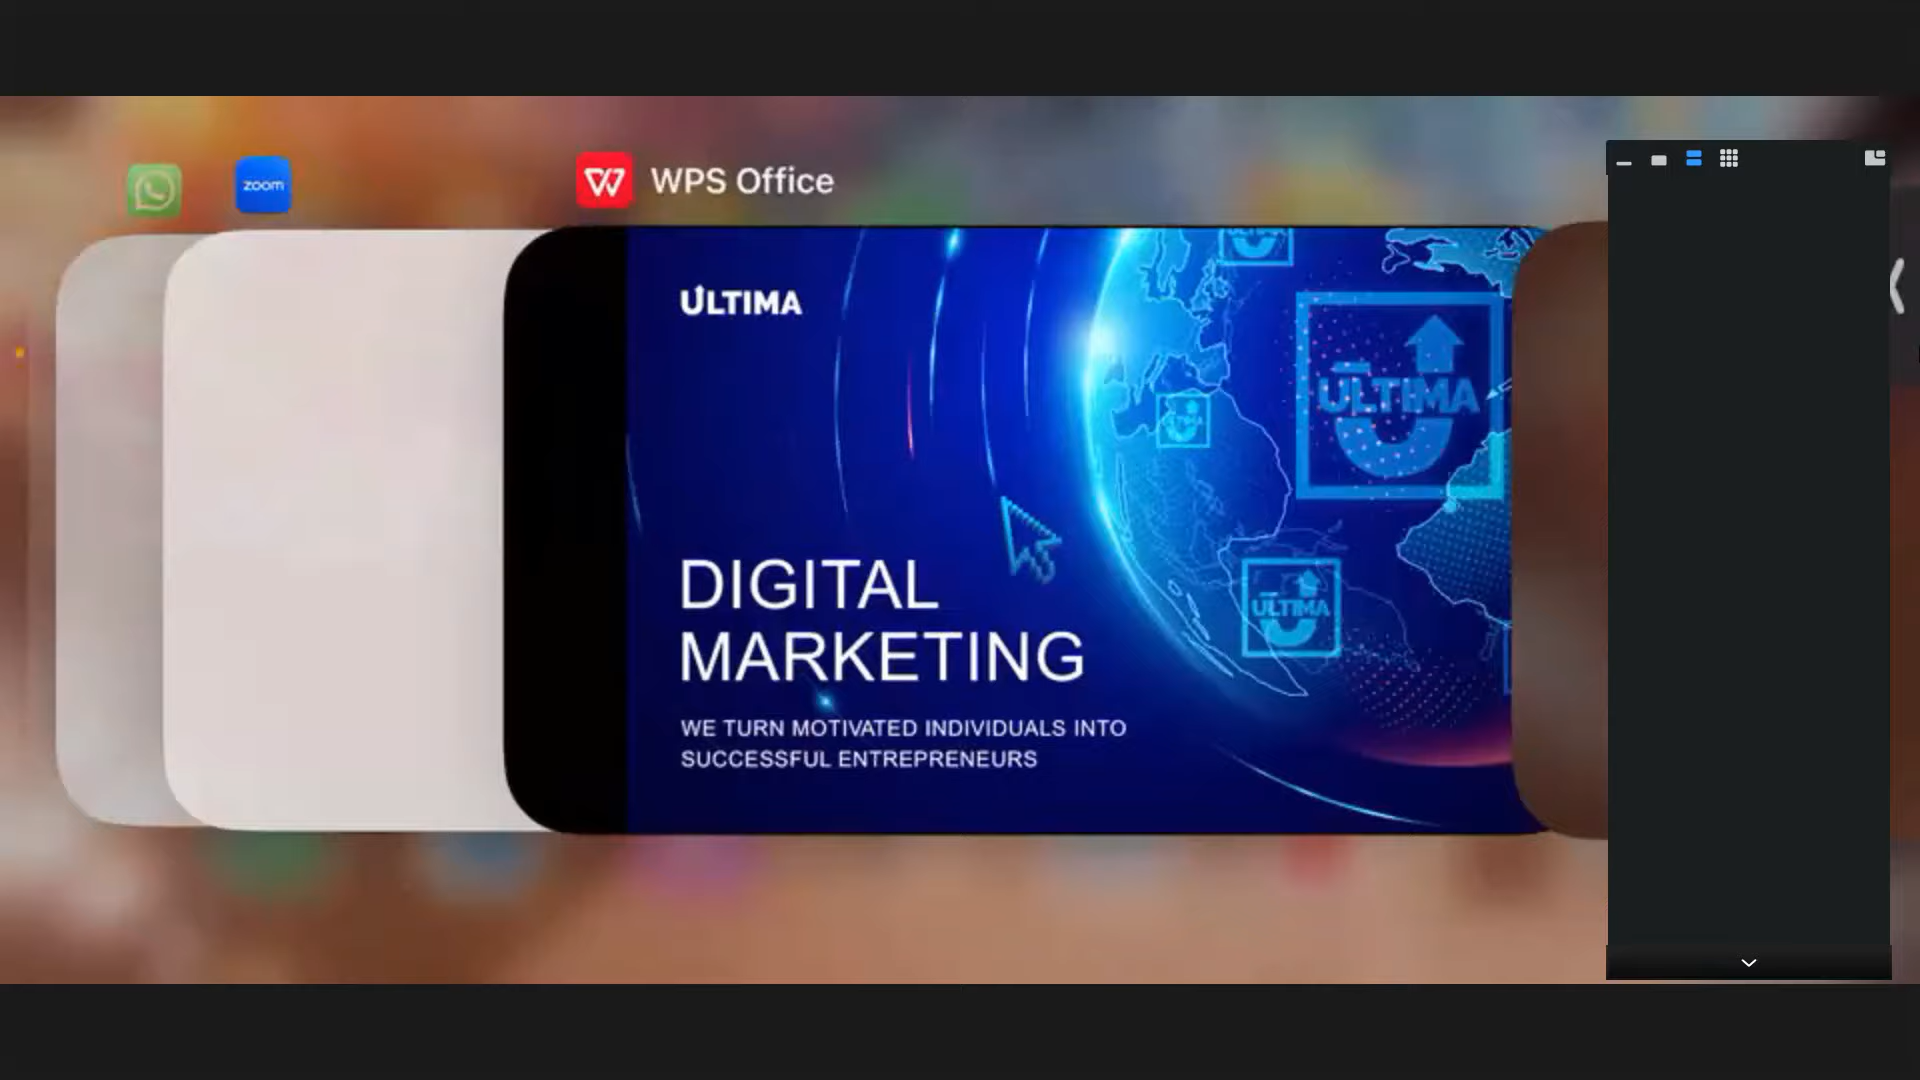 zoom
WPS Office
ULTIMA
ULTIMA
ULTIMA
DIGITAL
MARKETING
WE TURN MOTIVATED INDIVIDUALS INTO
SUCCESSFUL ENTREPRENEURS